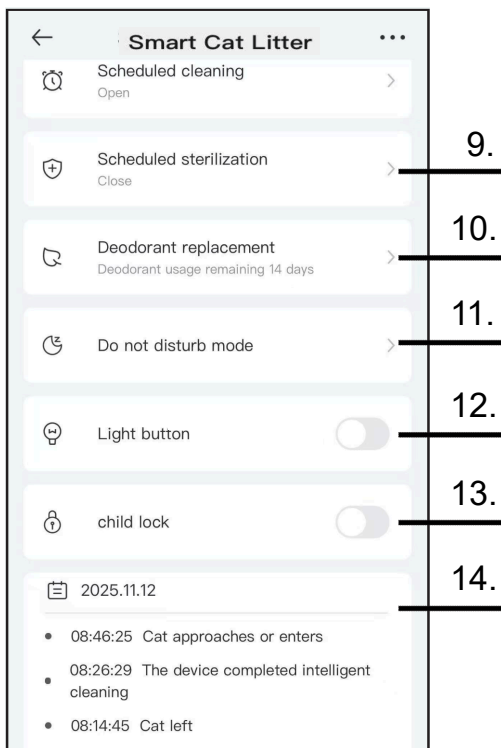 Smart Cat Litter
Scheduled cleaning
Open
Scheduled sterilization
Close
9.
Deodorant replacement
Deodorant usage remaining 14 days
10.
Do not disturb mode
11.
Light button
12.
child lock
13.
2025.11.12
14.
08:46:25 Cat approaches or enters
08:26:29 The device completed intelligent
cleaning
08:14:45 Cat left